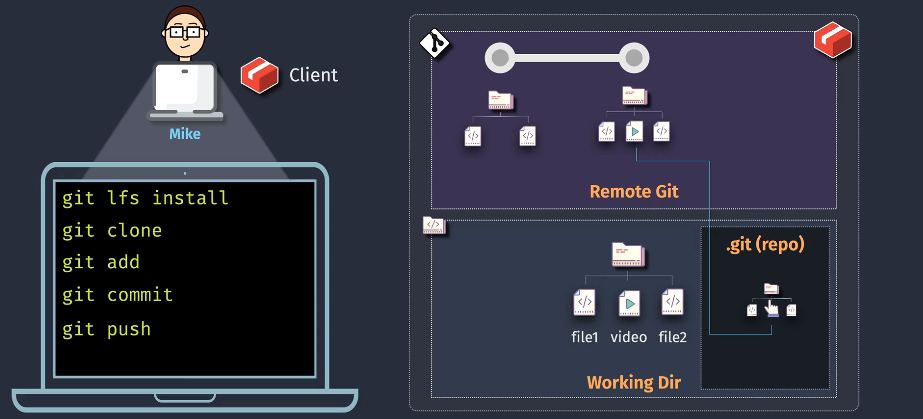 Client
Mike
git lfs install
git clone
git add
git commit
git push
Remote Git
.git (repo)
file1 video file2
Working Dir